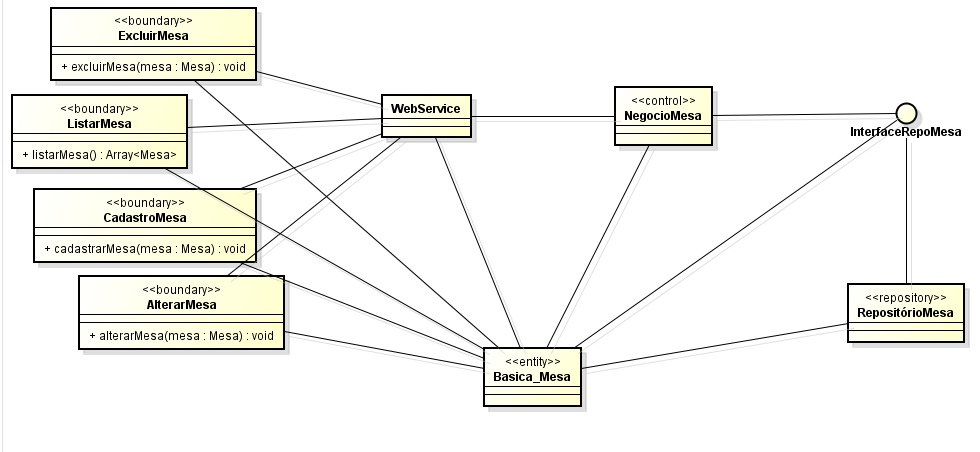 <<boundary>>
ExcluirMesa
+ excluirMesa(mesa : Mesa) : void
<<boundary>>
ListarMesa
+ listarMesa() : Array<Mesa>
<<boundary>>
CadastroMesa
+ cadastrarMesa(mesa : Mesa) : void
<<boundary>>
AlterarMesa
+ alterarMesa(mesa : Mesa) : void
WebService
<<control>>
NegocioMesa
InterfaceRepoMesa
<<repository>>
RepositórioMesa
<<entity>>
Basica_Mesa